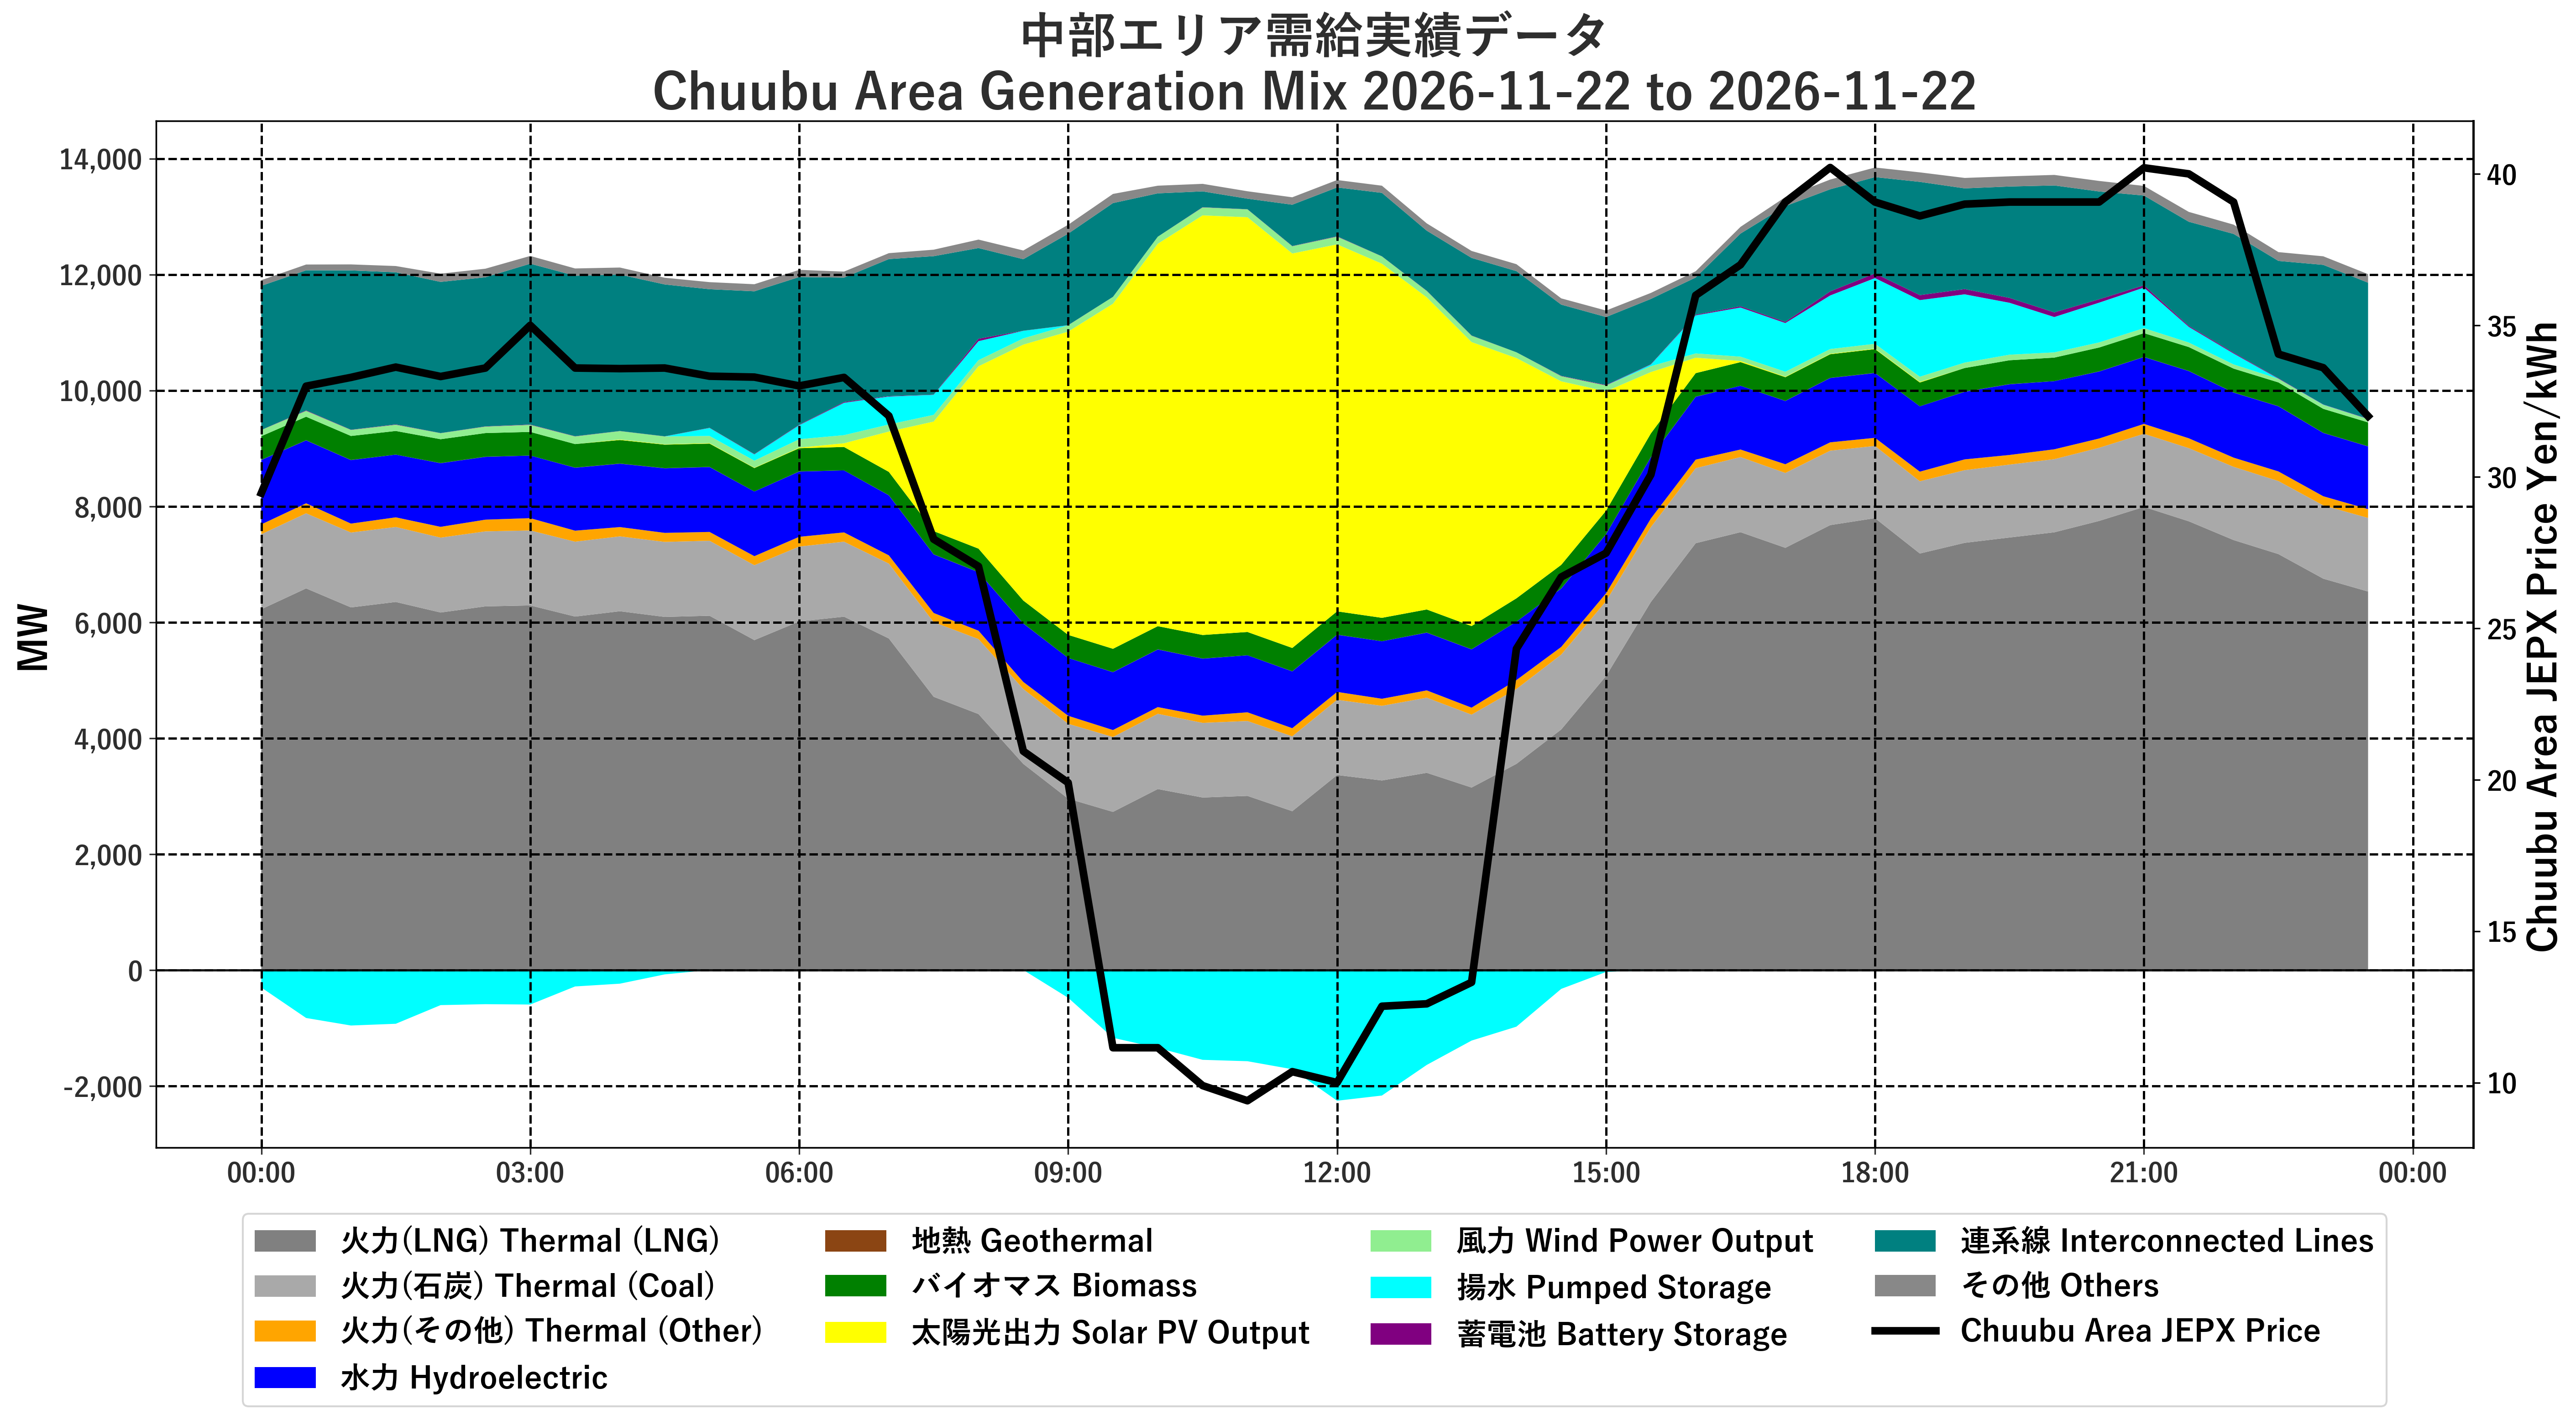 中部エリア需給実績データ
Chuubu Area Generation Mix 2026-11-22 to 2026-11-22
MW
14,000
12,000
10,000
8,000
6,000
4,000
2,000
0
-2,000
40
35
30
25
20
15
10
Chuubu Area JEPX Price Yen/kWh
00:00 03:00 06:00 09:00 12:00 15:00 18:00 21:00 00:00
火力(LNG) Thermal (LNG)
火力(石炭) Thermal (Coal)
火力(その他) Thermal (Other)
水力 Hydroelectric
地熱 Geothermal
バイオマス Biomass
太陽光出力 Solar PV Output
風力 Wind Power Output
揚水 Pumped Storage
蓄電池 Battery Storage
連系線 Interconnected Lines
その他 Others
Chuubu Area JEPX Price